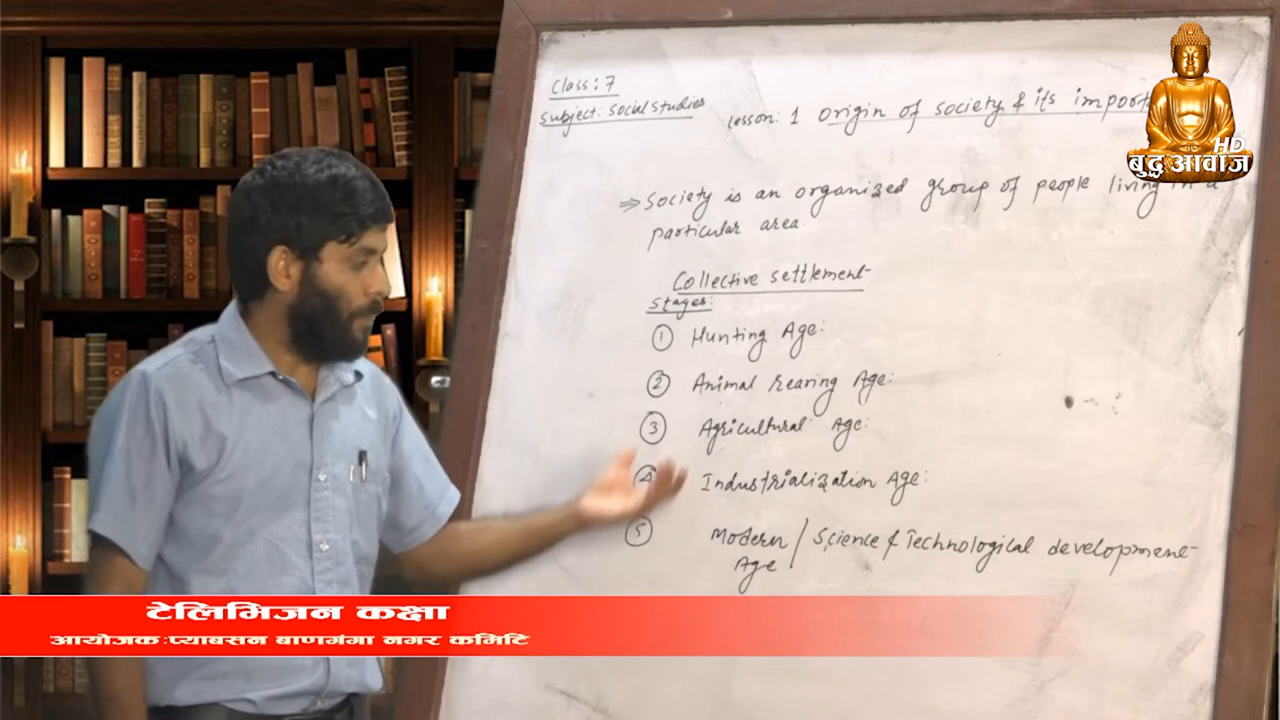 Class: 7
Subject: Social studies
Lesson: 1 Origin of society & its
⇒ Society is an organized group of people living in a
particular area.
Collective settlement
Stages:
① Hunting Age:
② Animal rearing Age:
③ Agricultural Age:
④ Industrialization Age:
⑤ Modern / Science & Technological development
Age
HD
बुद्ध आवाज
टेलिभिजन कक्षा
आयोजक:प्याबसन बाणगंगा नगर कमिटि